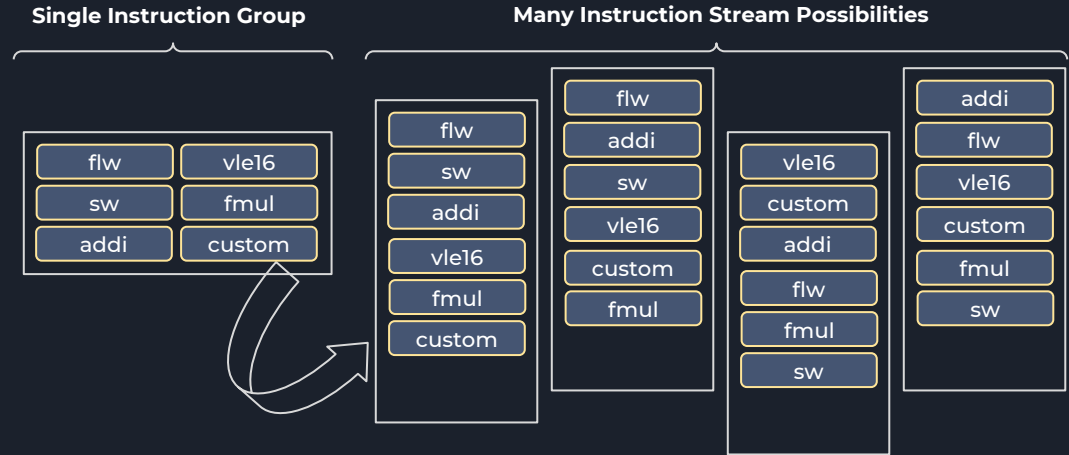 Single Instruction Group
Many Instruction Stream Possibilities
flw
vle16
sw
fmul
addi
custom
flw
sw
addi
vle16
fmul
custom
flw
addi
sw
vle16
custom
fmul
vle16
custom
addi
flw
fmul
sw
addi
flw
vle16
custom
fmul
sw